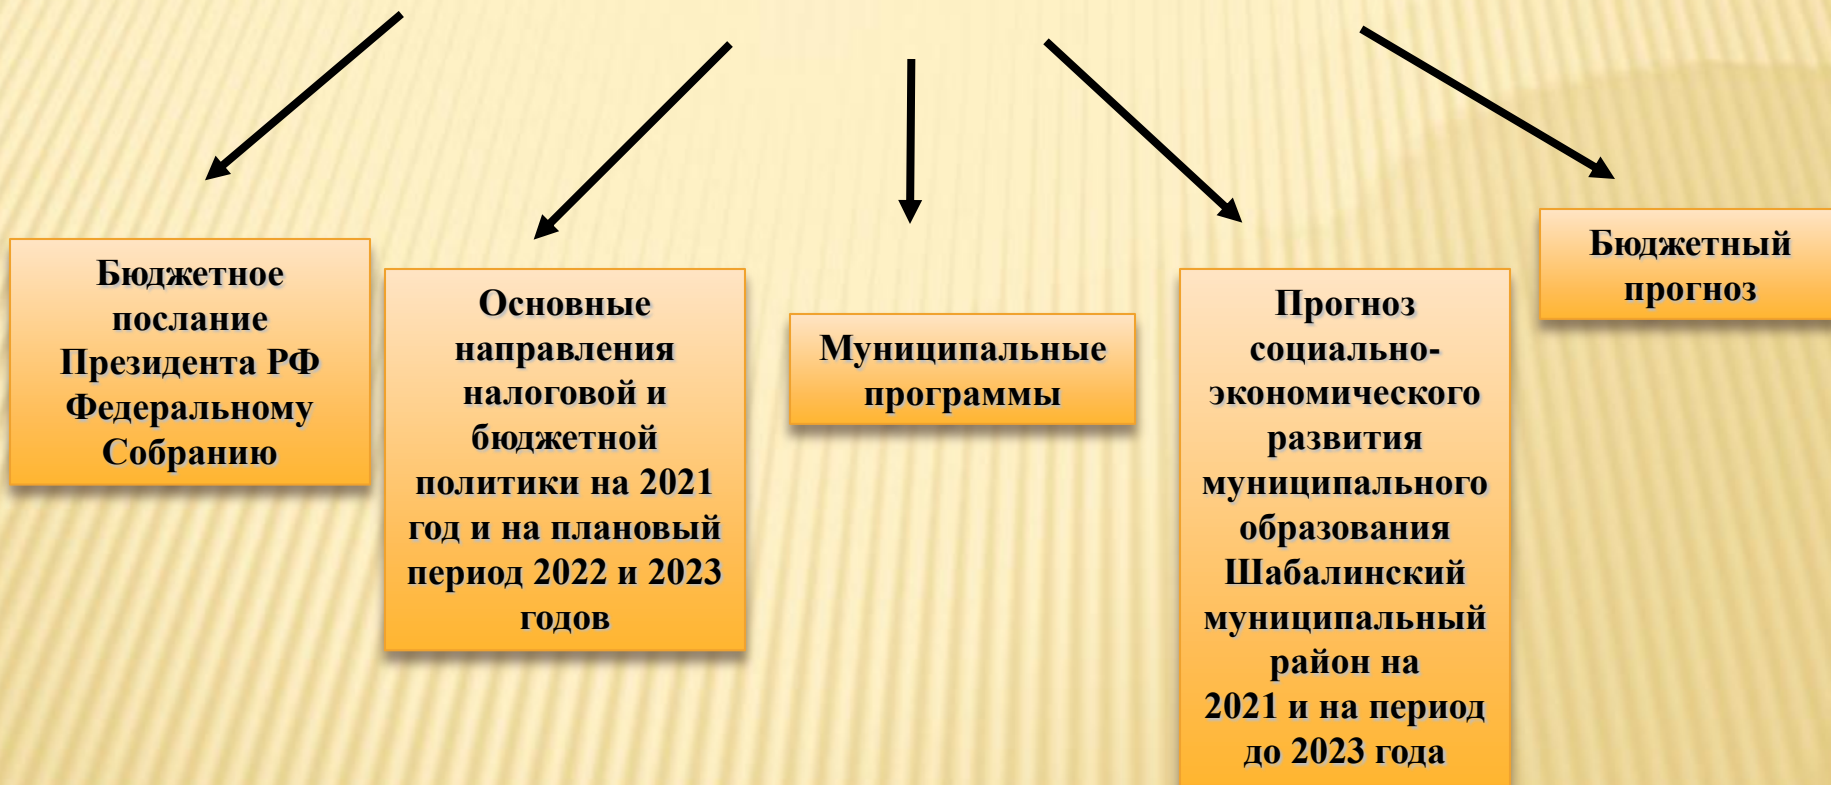 Бюджетное
послание
Президента РФ
Федеральному
Собранию
Основные
направления
налоговой и
бюджетной
политики на 2021
год и на плановый
период 2022 и 2023
годов
Муниципальные
программы
Прогноз
социально-
экономического
развития
муниципального
образования
Шабалинский
муниципальный
район на
2021 и на период
до 2023 года
Бюджетный
прогноз